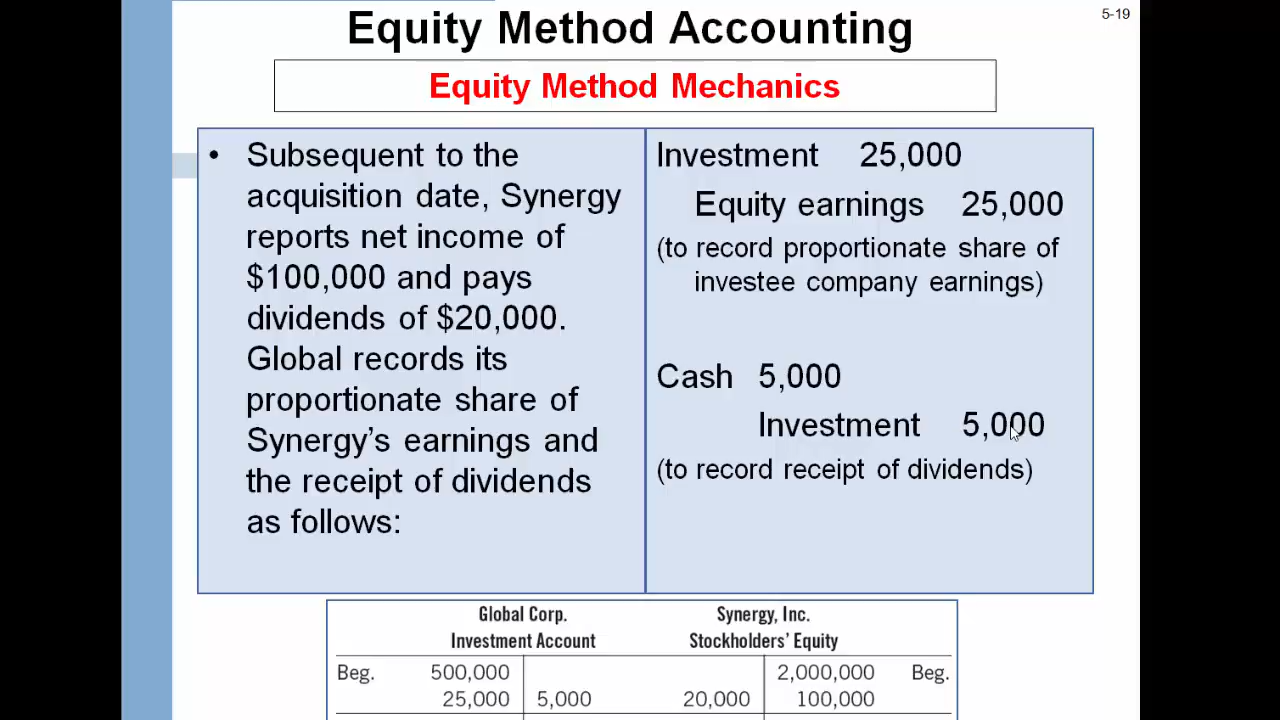 5-19
Equity Method Accounting
Equity Method Mechanics
• Subsequent to the
acquisition date, Synergy
reports net income of
$100,000 and pays
dividends of $20,000.
Global records its
proportionate share of
Synergy’s earnings and
the receipt of dividends
as follows:
Investment 25,000
Equity earnings 25,000
(to record proportionate share of
investee company earnings)
Cash 5,000
Investment 5,000
(to record receipt of dividends)
Global Corp. Synergy, Inc.
Investment Account Stockholders’ Equity
Beg. 500,000 2,000,000 Beg.
25,000 5,000 20,000 100,000